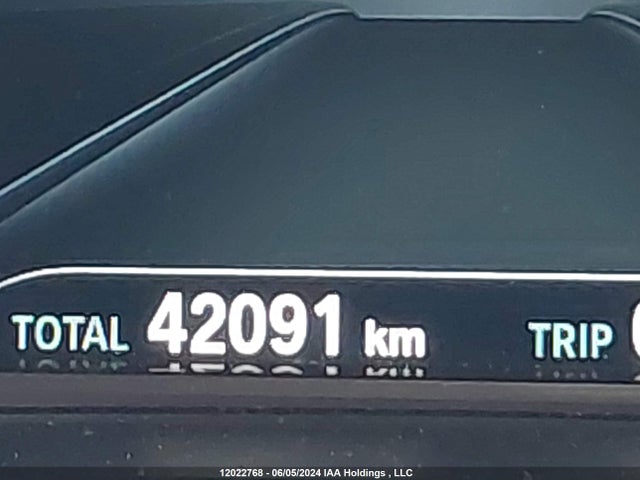 TOTAL 42091 km TRIP
12022768 - 06/05/2024 IAA Holdings , LLC